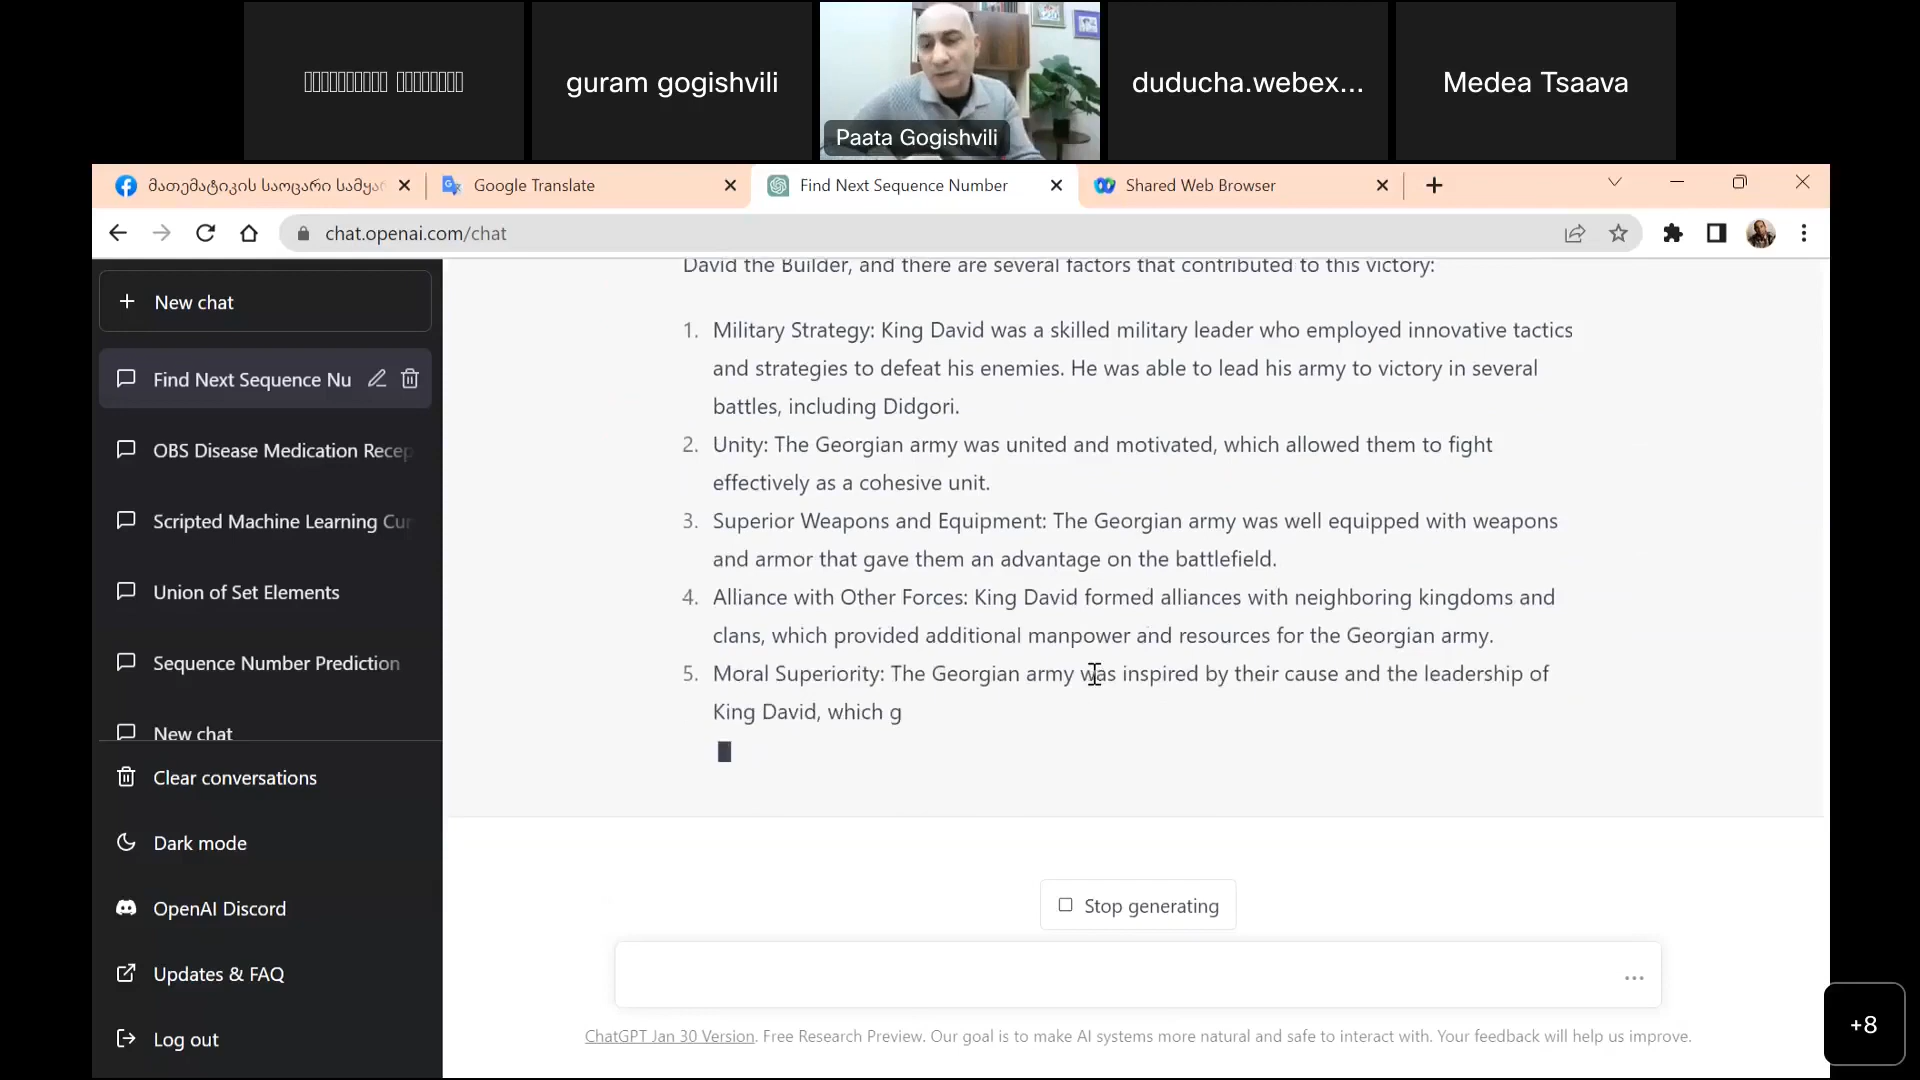 guram gogishvili
Paata Gogishvili
duducha.webex...
Medea Tsaava
მათემატიკის საოცარი სამყა
Google Translate
Find Next Sequence Number
Shared Web Browser
chat.openai.com/chat
New chat
Find Next Sequence Nu
OBS Disease Medication Recep
Scripted Machine Learning Cur
Union of Set Elements
Sequence Number Prediction
New chat
Clear conversations
Dark mode
OpenAI Discord
Updates & FAQ
Log out
David the Builder, and there are several factors that contributed to this victory:
1. Military Strategy: King David was a skilled military leader who employed innovative tactics
and strategies to defeat his enemies. He was able to lead his army to victory in several
battles, including Didgori.
2. Unity: The Georgian army was united and motivated, which allowed them to fight
effectively as a cohesive unit.
3. Superior Weapons and Equipment: The Georgian army was well equipped with weapons
and armor that gave them an advantage on the battlefield.
4. Alliance with Other Forces: King David formed alliances with neighboring kingdoms and
clans, which provided additional manpower and resources for the Georgian army.
5. Moral Superiority: The Georgian army was inspired by their cause and the leadership of
King David, which g
Stop generating
ChatGPT Jan 30 Version. Free Research Preview. Our goal is to make AI systems more natural and safe to interact with. Your feedback will help us improve.
+8